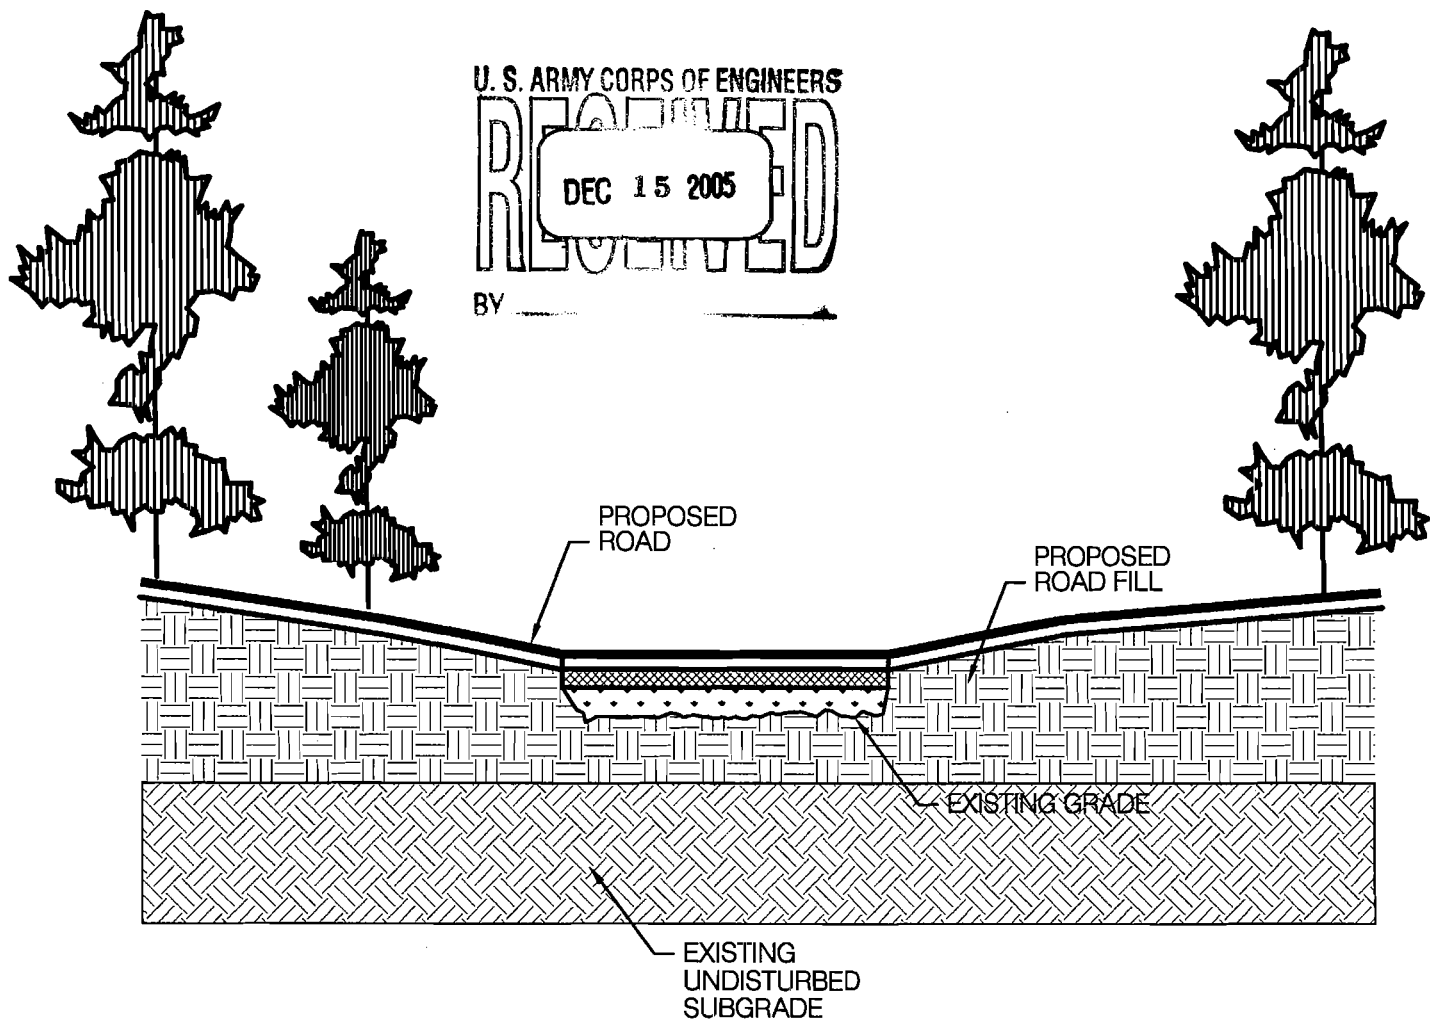 U. S. ARMY CORPS OF ENGINEERS
RECEIVED
DEC 15 2005
BY
PROPOSED
ROAD
PROPOSED
ROAD FILL
EXISTING GRADE
EXISTING
UNDISTURBED
SUBGRADE